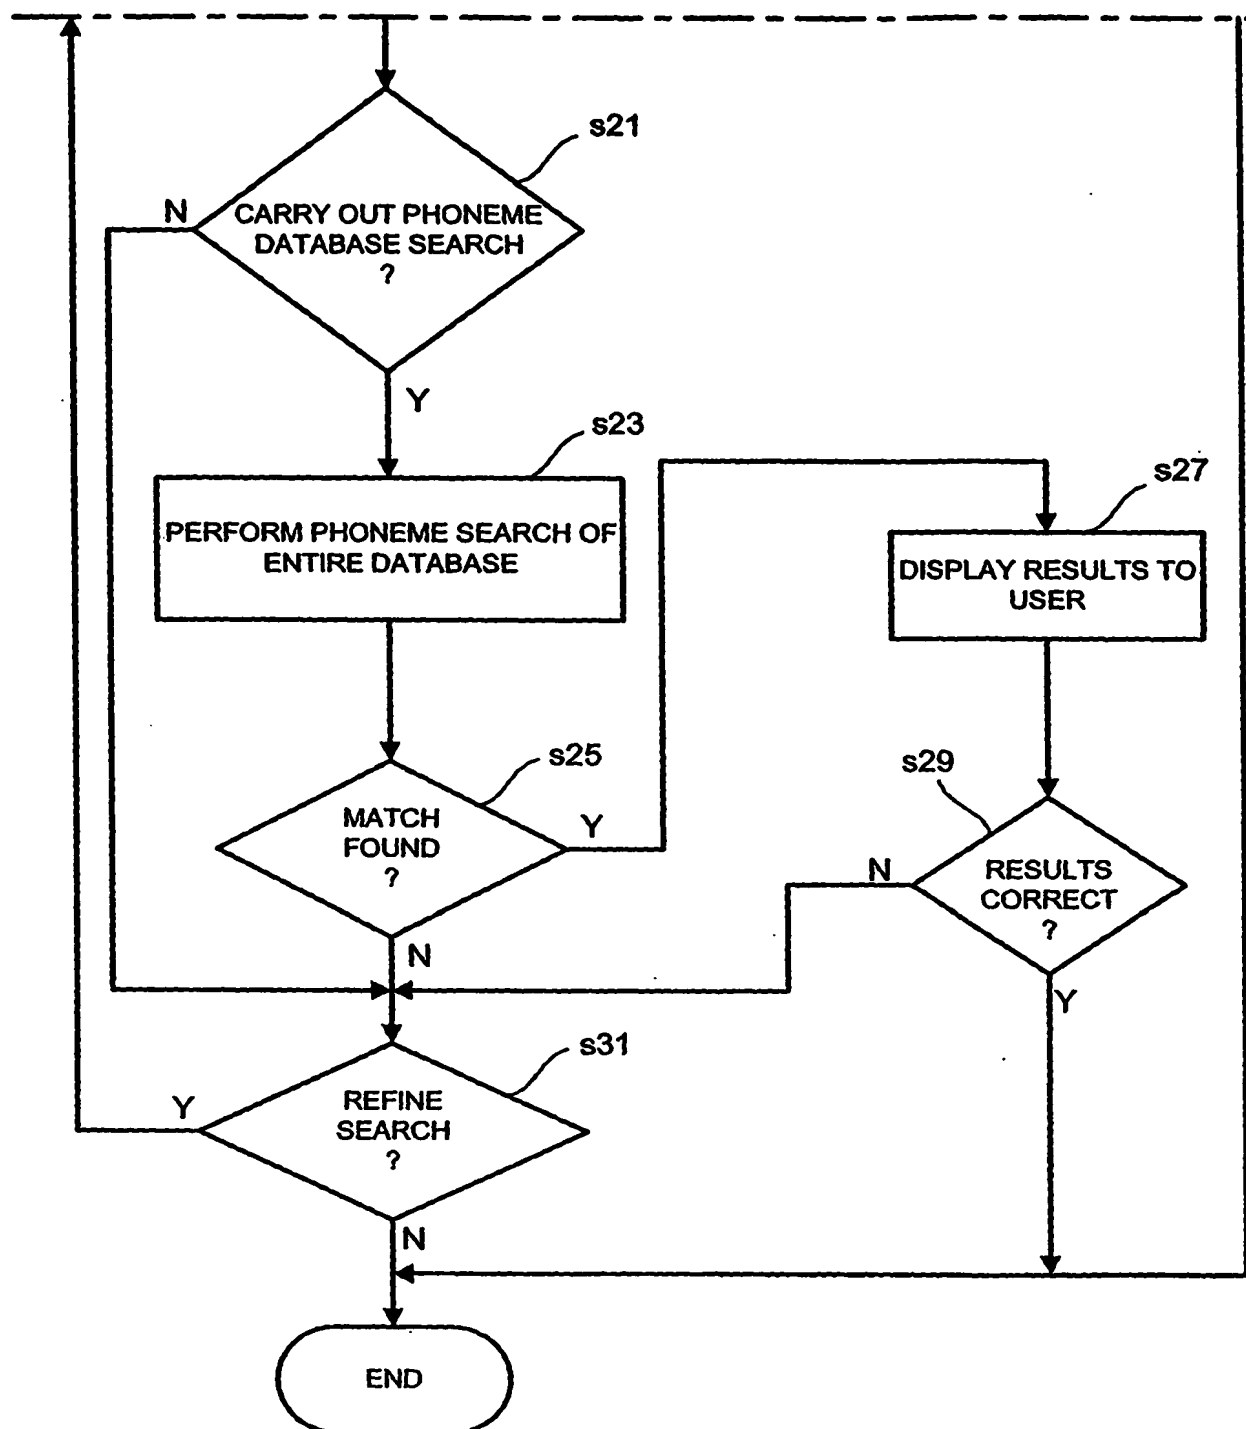 s21
N
CARRY OUT PHONEME
DATABASE SEARCH
?
Y
s23
PERFORM PHONEME SEARCH OF
ENTIRE DATABASE
s27
DISPLAY RESULTS TO
USER
s25
MATCH
FOUND
?
Y
N
s29
RESULTS
CORRECT
?
N
Y
s31
REFINE
SEARCH
?
Y
N
END